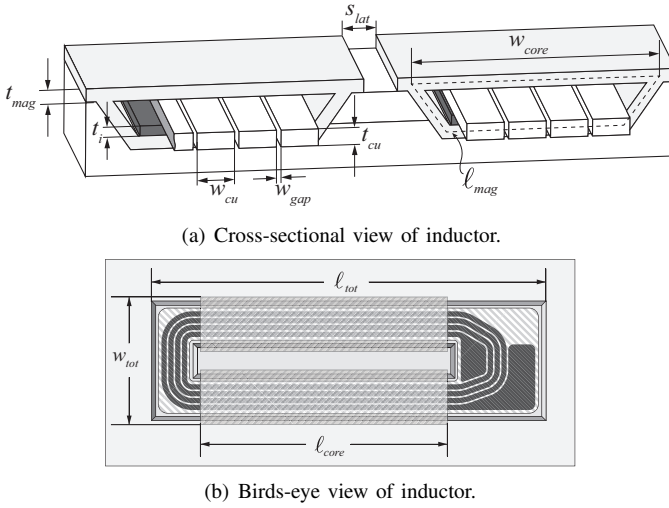 s_lat
w_core
t_mag
t_i
t_cu
w_cu
w_gap
ℓ_mag
(a) Cross-sectional view of inductor.
ℓ_tot
w_tot
ℓ_core
(b) Birds-eye view of inductor.